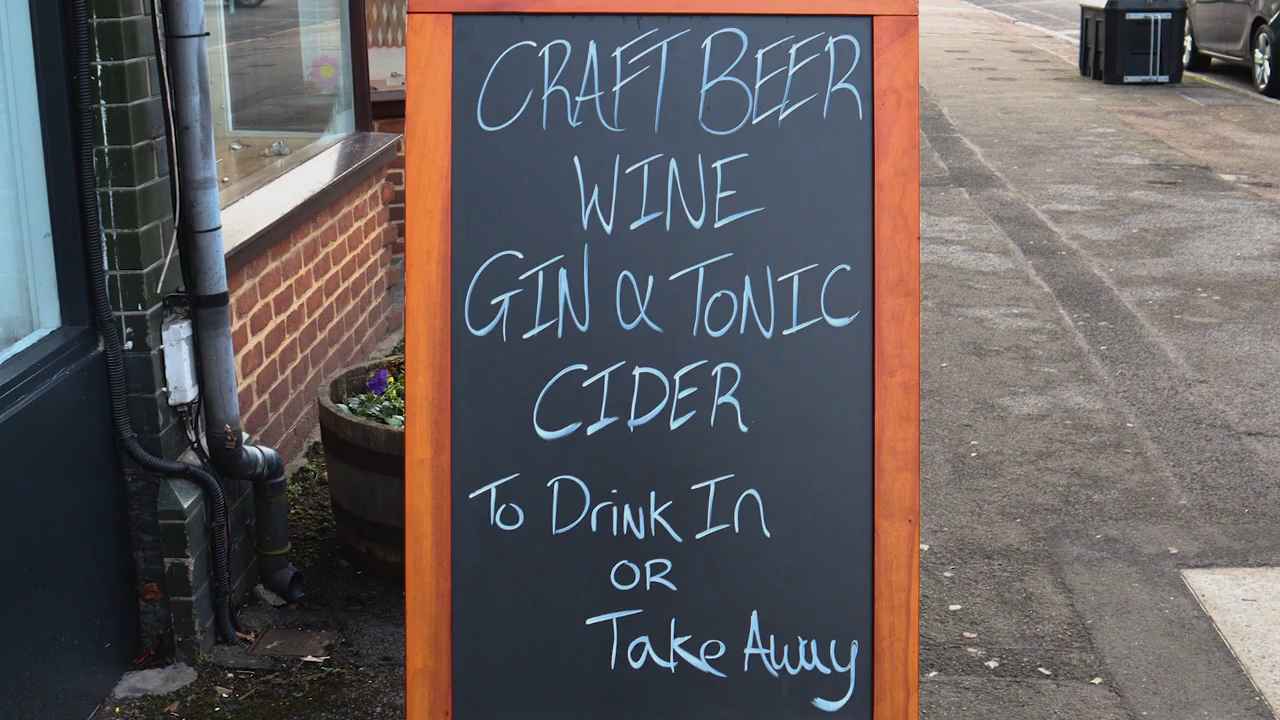 CRAFT BEER
WINE
GIN & TONIC
CIDER
To Drink In
OR
Take Away